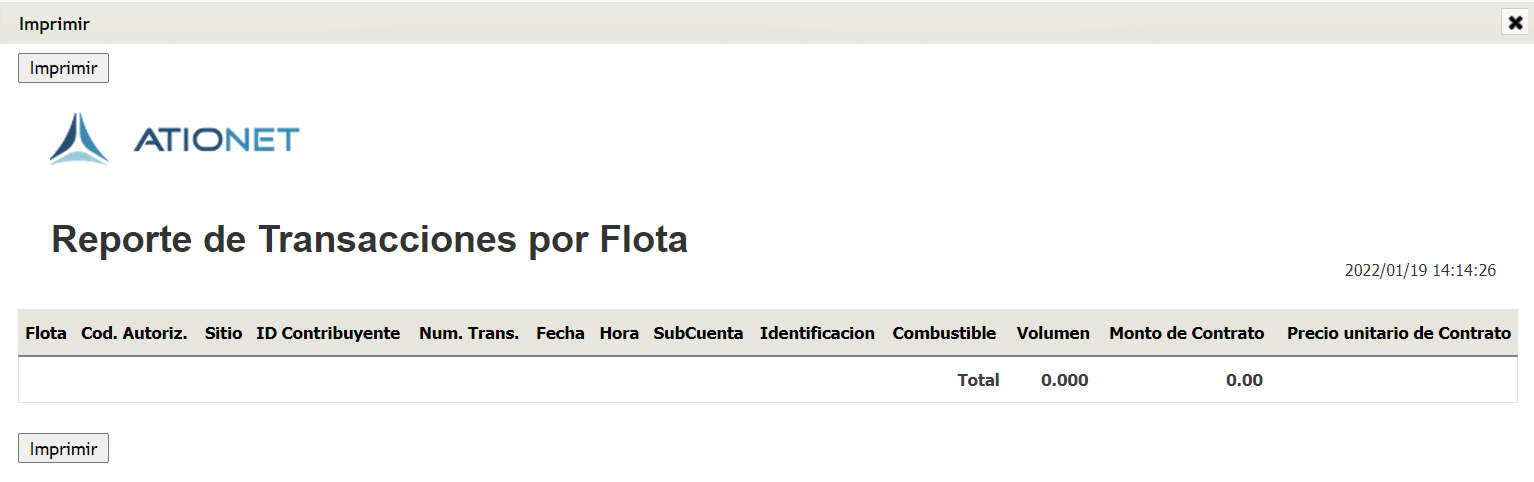 Imprimir
Imprimir
ATIONET
Reporte de Transacciones por Flota
2022/01/19 14:14:26
Flota Cod. Autoriz. Sitio ID Contribuyente Num. Trans. Fecha Hora SubCuenta Identificacion Combustible Volumen Monto de Contrato Precio unitario de Contrato
Total 0.000 0.00
Imprimir